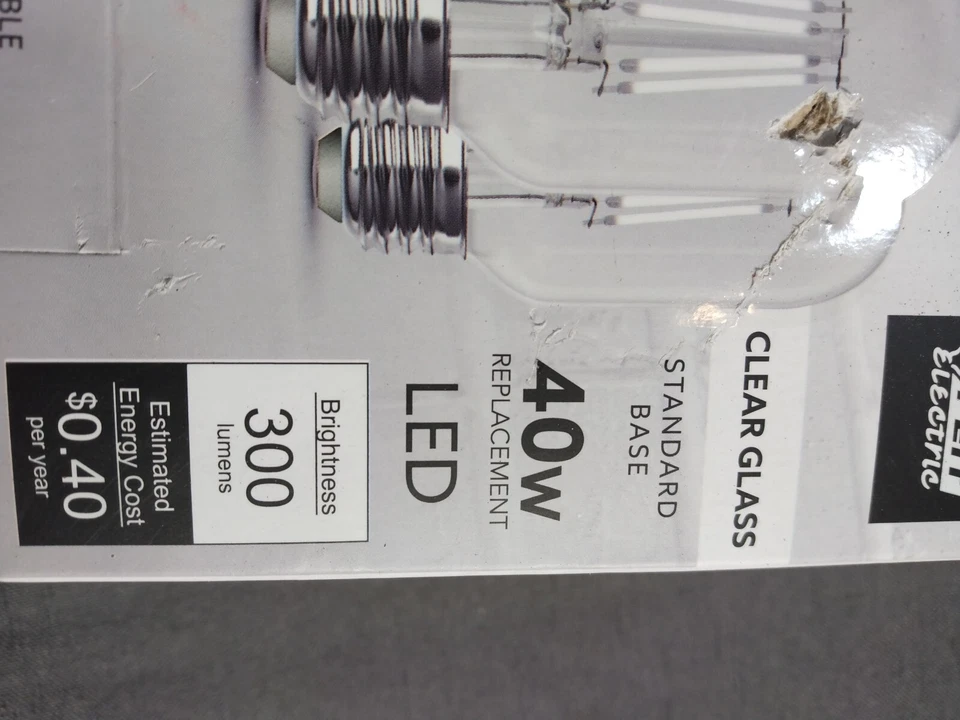 Electric
CLEAR GLASS
STANDARD
BASE
40W
REPLACEMENT
LED
Brightness
300
lumens
Estimated
Energy Cost
$0.40
per year